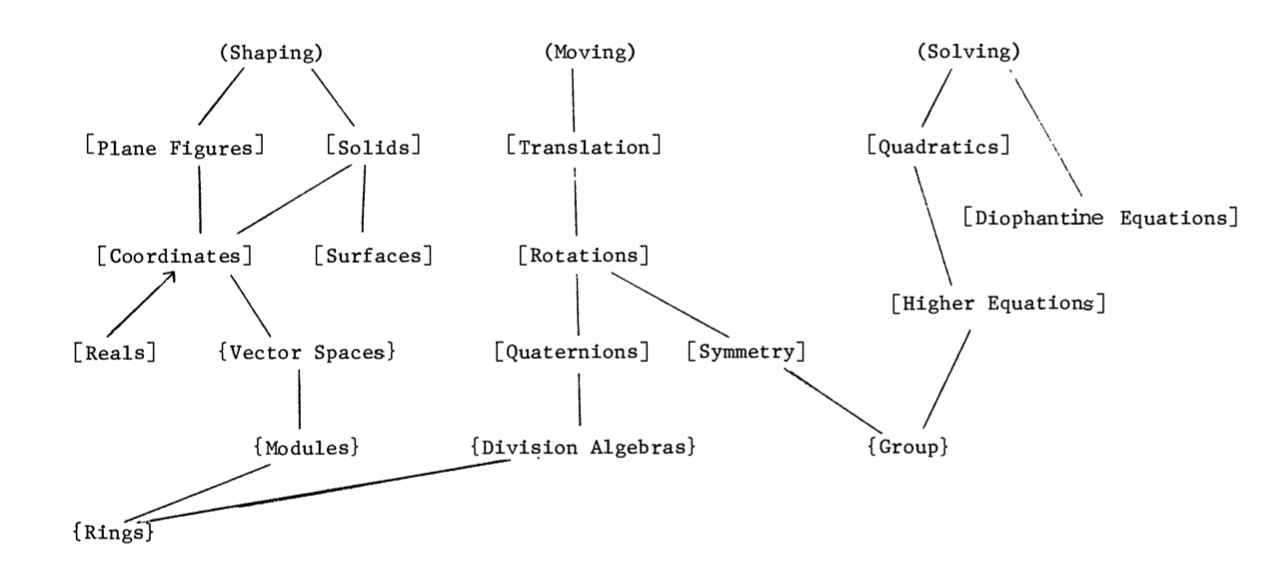 (Shaping) (Moving) (Solving)
[Plane Figures] [Solids] [Translation] [Quadratics]
[Diophantine Equations]
[Coordinates] [Surfaces] [Rotations]
[Higher Equations]
[Reals] {Vector Spaces} [Quaternions] [Symmetry]
{Modules} {Division Algebras} {Group}
{Rings}